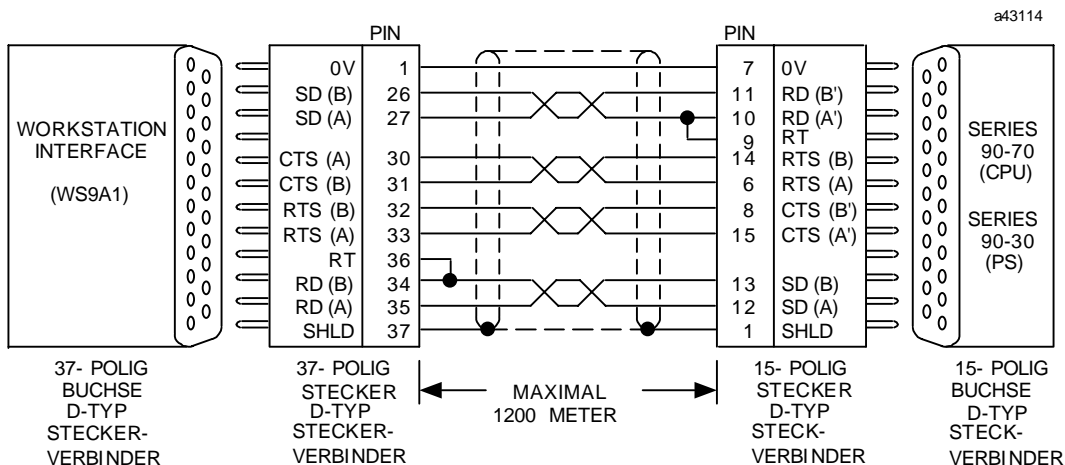 a43114
PIN
PIN
WORKSTATION
INTERFACE
(WS9A1)
0V 1
SD (B) 26
SD (A) 27
CTS (A) 30
CTS (B) 31
RTS (B) 32
RTS (A) 33
RT 36
RD (B) 34
RD (A) 35
SHLD 37
7 0V
11 RD (B')
10 RD (A')
9 RT
14 RTS (B)
6 RTS (A)
8 CTS (B')
15 CTS (A')
13 SD (B)
12 SD (A)
1 SHLD
SERIES
90-70
(CPU)
SERIES
90-30
(PS)
37- POLIG
BUCHSE
D-TYP
STECKER-
VERBINDER
37- POLIG
STECKER
D-TYP
STECKER-
VERBINDER
MAXIMAL
1200 METER
15- POLIG
STECKER
D-TYP
STECK-
VERBINDER
15- POLIG
BUCHSE
D-TYP
STECK-
VERBINDER